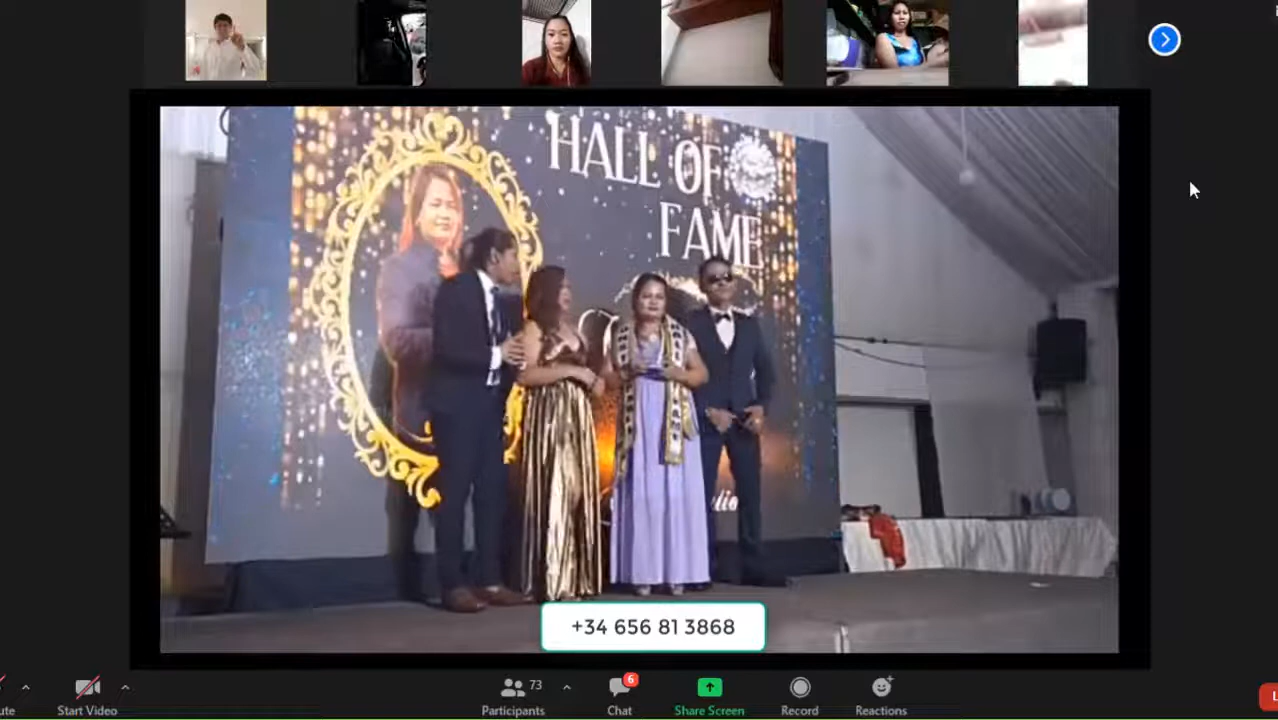 HALL OF
FAME
+34 656 81 3868
Start Video
Participants
73
Chat
6
Share Screen
Record
Reactions